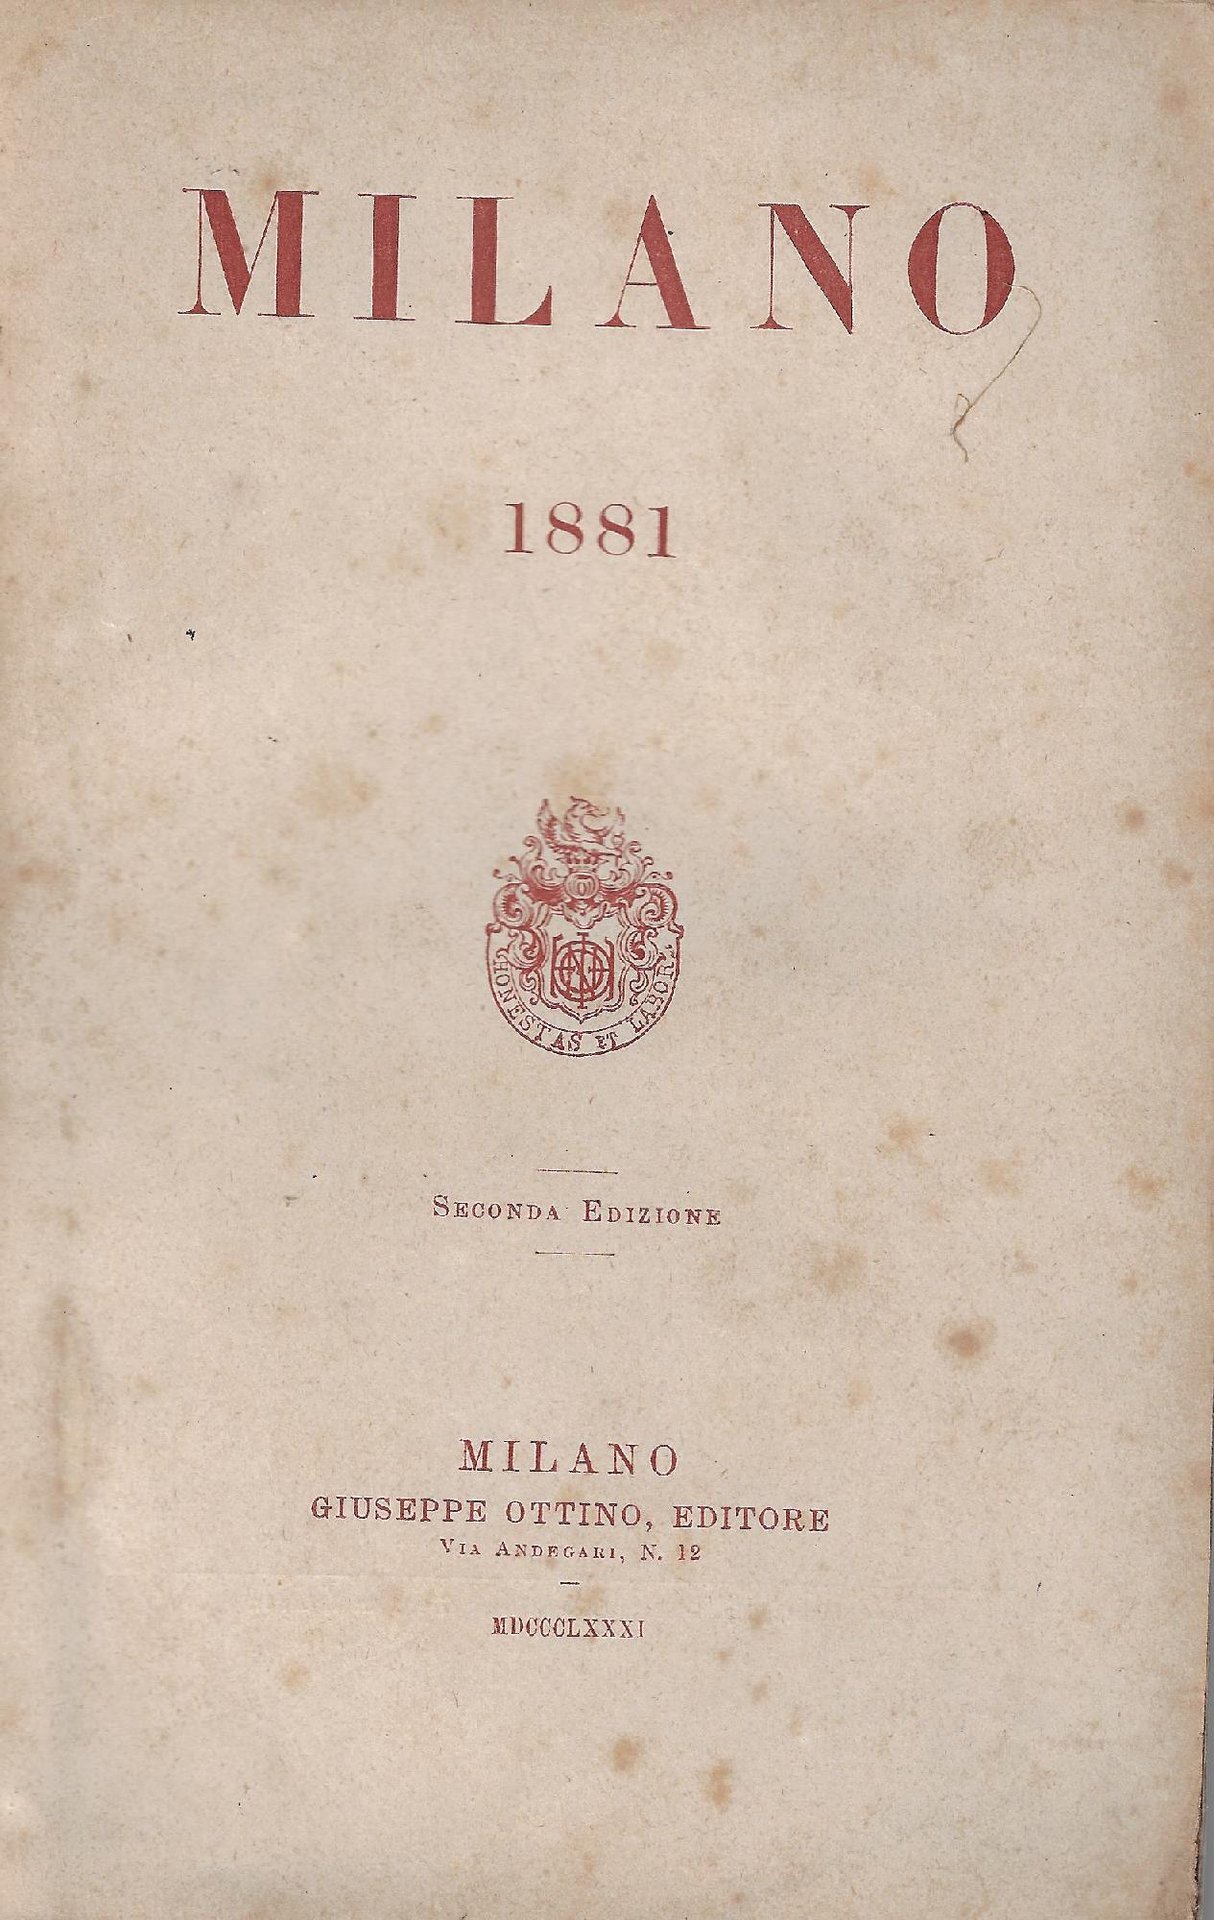 MILANO
1881
HONESTAS ET LABOR
SECONDA EDIZIONE
MILANO
GIUSEPPE OTTINO, EDITORE
VIA ANDEGARI, N. 12
MDCCCLXXXI